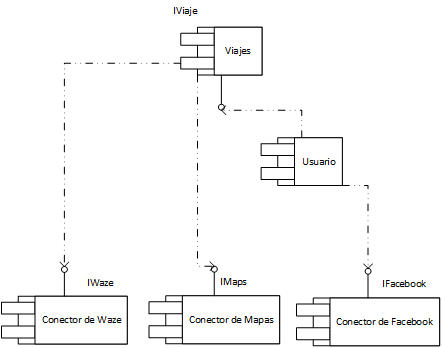 IViaje
Viajes
Usuario
IWaze
IMaps
IFacebook
Conector de Waze
Conector de Mapas
Conector de Facebook